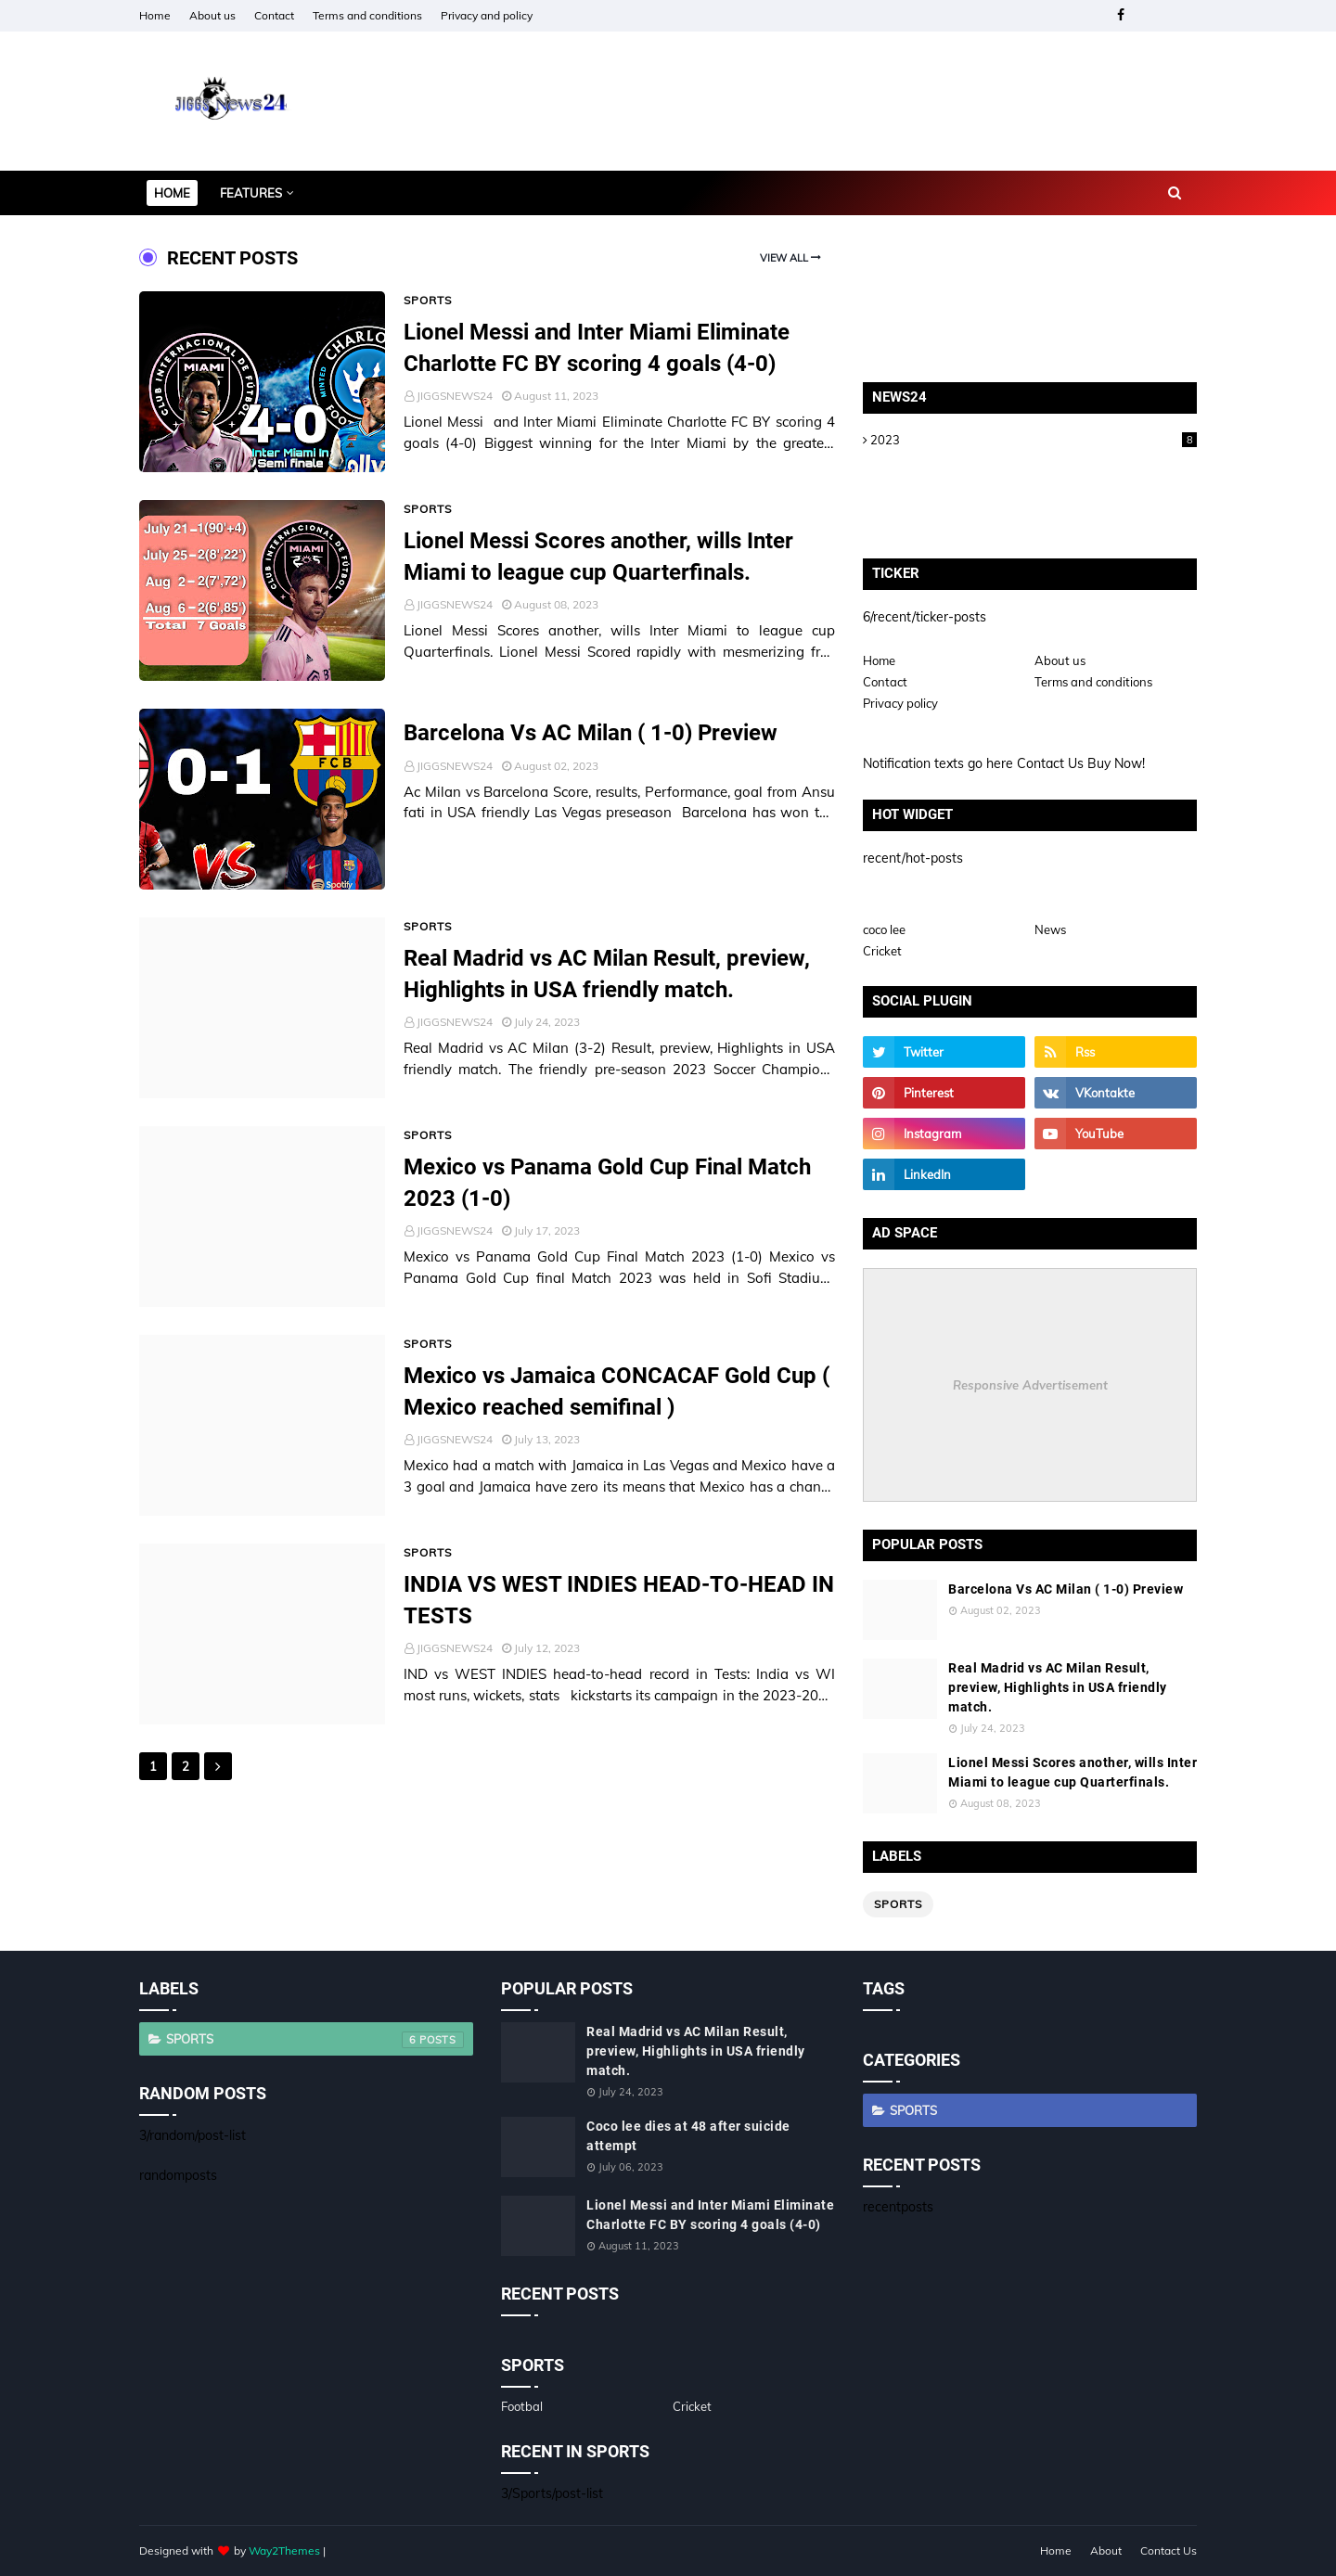 Home About us Contact Terms and conditions Privacy and policy
JIGGS News 24
HOME FEATURES
RECENT POSTS VIEW ALL
MIAMI
CLUB INTERNACIONAL DE FÚTBOL
MINTED
4-0
Inter Miami in
Semi finale
SPORTS
Lionel Messi and Inter Miami Eliminate
Charlotte FC BY scoring 4 goals (4-0)
JIGGSNEWS24 August 11, 2023
Lionel Messi and Inter Miami Eliminate Charlotte FC BY scoring 4
goals (4-0) Biggest winning for the Inter Miami by the greate...
July 21-1(90'+4)
July 25-2(8',22')
Aug 2-2(7',72')
Aug 6-2(6',85')
Total 7 Goals
MIAMI
SPORTS
Lionel Messi Scores another, wills Inter
Miami to league cup Quarterfinals.
JIGGSNEWS24 August 08, 2023
Lionel Messi Scores another, wills Inter Miami to league cup
Quarterfinals. Lionel Messi Scored rapidly with mesmerizing fr...
0-1
FCB
VS
Spotify
Barcelona Vs AC Milan ( 1-0) Preview
JIGGSNEWS24 August 02, 2023
Ac Milan vs Barcelona Score, results, Performance, goal from Ansu
fati in USA friendly Las Vegas preseason Barcelona has won t...
SPORTS
Real Madrid vs AC Milan Result, preview,
Highlights in USA friendly match.
JIGGSNEWS24 July 24, 2023
Real Madrid vs AC Milan (3-2) Result, preview, Highlights in USA
friendly match. The friendly pre-season 2023 Soccer Champio...
SPORTS
Mexico vs Panama Gold Cup Final Match
2023 (1-0)
JIGGSNEWS24 July 17, 2023
Mexico vs Panama Gold Cup Final Match 2023 (1-0) Mexico vs
Panama Gold Cup final Match 2023 was held in Sofi Stadiu...
SPORTS
Mexico vs Jamaica CONCACAF Gold Cup (
Mexico reached semifinal )
JIGGSNEWS24 July 13, 2023
Mexico had a match with Jamaica in Las Vegas and Mexico have a
3 goal and Jamaica have zero its means that Mexico has a chan...
SPORTS
INDIA VS WEST INDIES HEAD-TO-HEAD IN
TESTS
JIGGSNEWS24 July 12, 2023
IND vs WEST INDIES head-to-head record in Tests: India vs WI
most runs, wickets, stats kickstarts its campaign in the 2023-20...
1 2
NEWS24
2023 8
TICKER
6/recent/ticker-posts
Home About us
Contact Terms and conditions
Privacy policy
Notification texts go here Contact Us Buy Now!
HOT WIDGET
recent/hot-posts
coco lee News
Cricket
SOCIAL PLUGIN
Twitter Rss
Pinterest VKontakte
Instagram YouTube
LinkedIn
AD SPACE
Responsive Advertisement
POPULAR POSTS
Barcelona Vs AC Milan ( 1-0) Preview
August 02, 2023
Real Madrid vs AC Milan Result,
preview, Highlights in USA friendly
match.
July 24, 2023
Lionel Messi Scores another, wills Inter
Miami to league cup Quarterfinals.
August 08, 2023
LABELS
SPORTS
LABELS
SPORTS 6 POSTS
RANDOM POSTS
3/random/post-list
randomposts
POPULAR POSTS
Real Madrid vs AC Milan Result,
preview, Highlights in USA friendly
match.
July 24, 2023
Coco lee dies at 48 after suicide
attempt
July 06, 2023
Lionel Messi and Inter Miami Eliminate
Charlotte FC BY scoring 4 goals (4-0)
August 11, 2023
RECENT POSTS
SPORTS
Footbal Cricket
RECENT IN SPORTS
3/Sports/post-list
TAGS
CATEGORIES
SPORTS
RECENT POSTS
recentposts
Designed with by Way2Themes |
Home About Contact Us